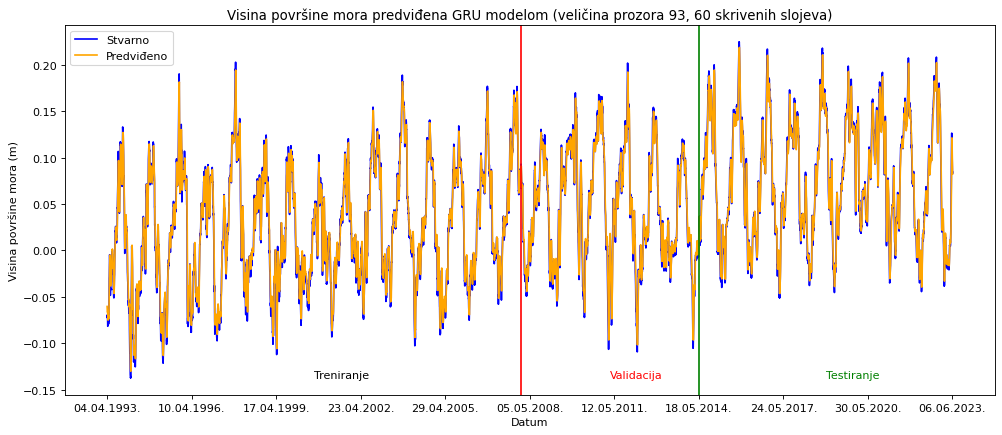 Visina površine mora predviđena GRU modelom (veličina prozora 93, 60 skrivenih slojeva)
Stvarno
Predviđeno
Visina površine mora (m)
0.20
0.15
0.10
0.05
0.00
−0.05
−0.10
−0.15
Treniranje
Validacija
Testiranje
04.04.1993.
10.04.1996.
17.04.1999.
23.04.2002.
29.04.2005.
05.05.2008.
12.05.2011.
18.05.2014.
24.05.2017.
30.05.2020.
06.06.2023.
Datum